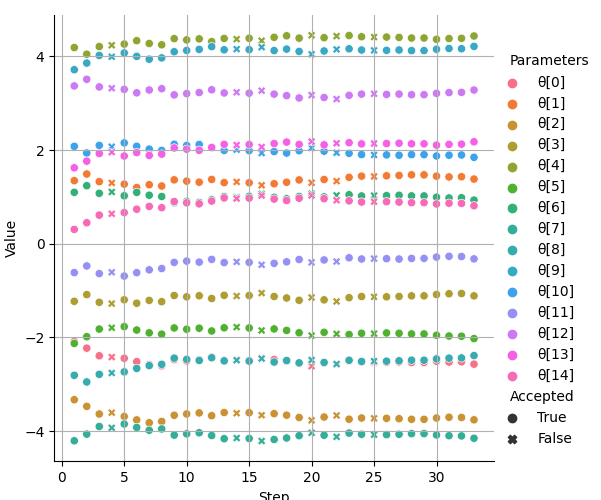 Value
4
2
0
−2
−4
0
5
10
15
20
25
30
Step
Parameters
θ[0]
θ[1]
θ[2]
θ[3]
θ[4]
θ[5]
θ[6]
θ[7]
θ[8]
θ[9]
θ[10]
θ[11]
θ[12]
θ[13]
θ[14]
Accepted
True
False